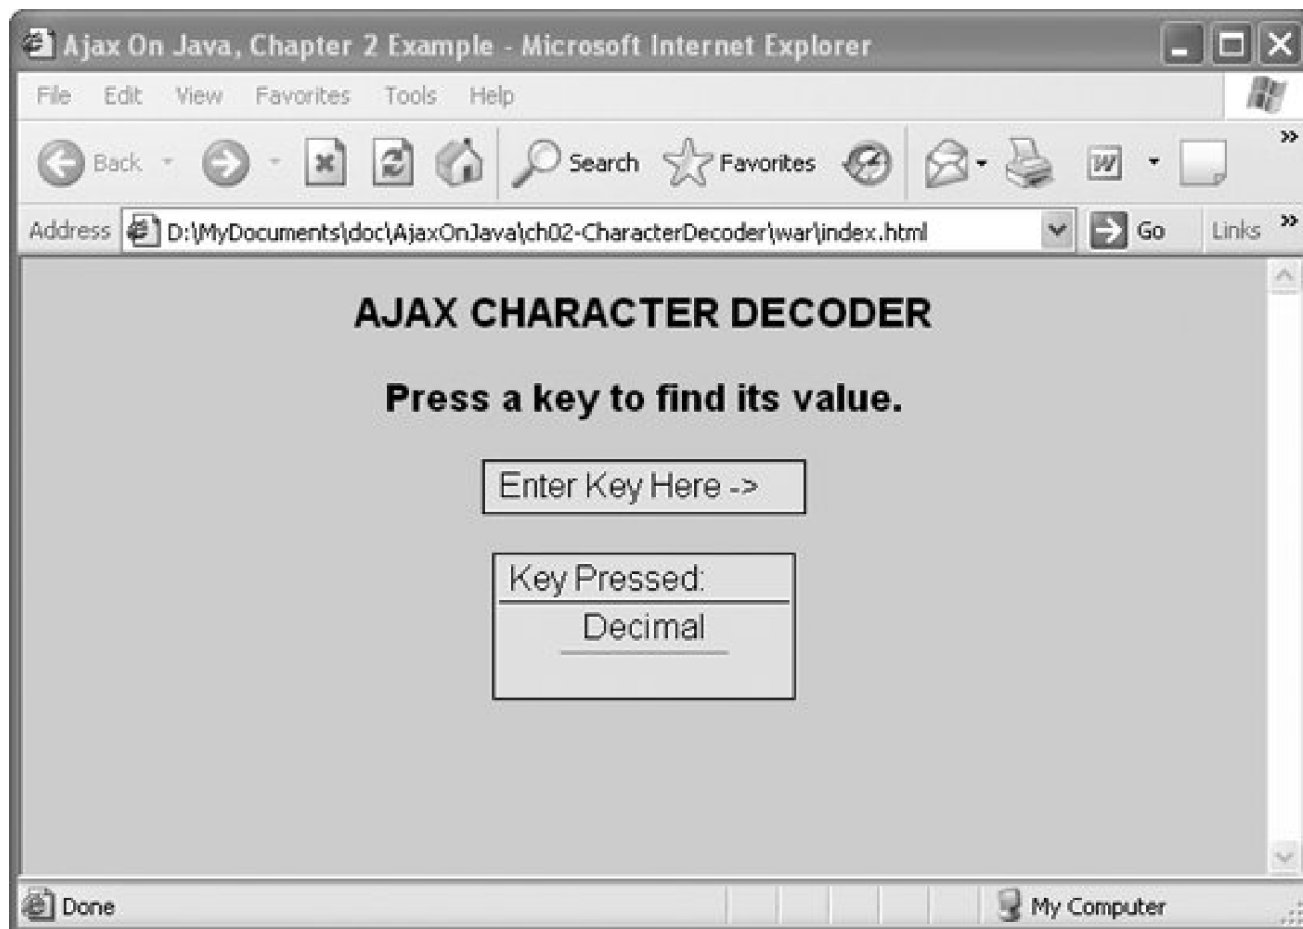 Ajax On Java, Chapter 2 Example - Microsoft Internet Explorer
File Edit View Favorites Tools Help
Back Search Favorites W »
Address D:\MyDocuments\doc\AjaxOnJava\ch02-CharacterDecoder\war\index.html Go Links »
AJAX CHARACTER DECODER
Press a key to find its value.
Enter Key Here ->
Key Pressed:
Decimal
Done My Computer